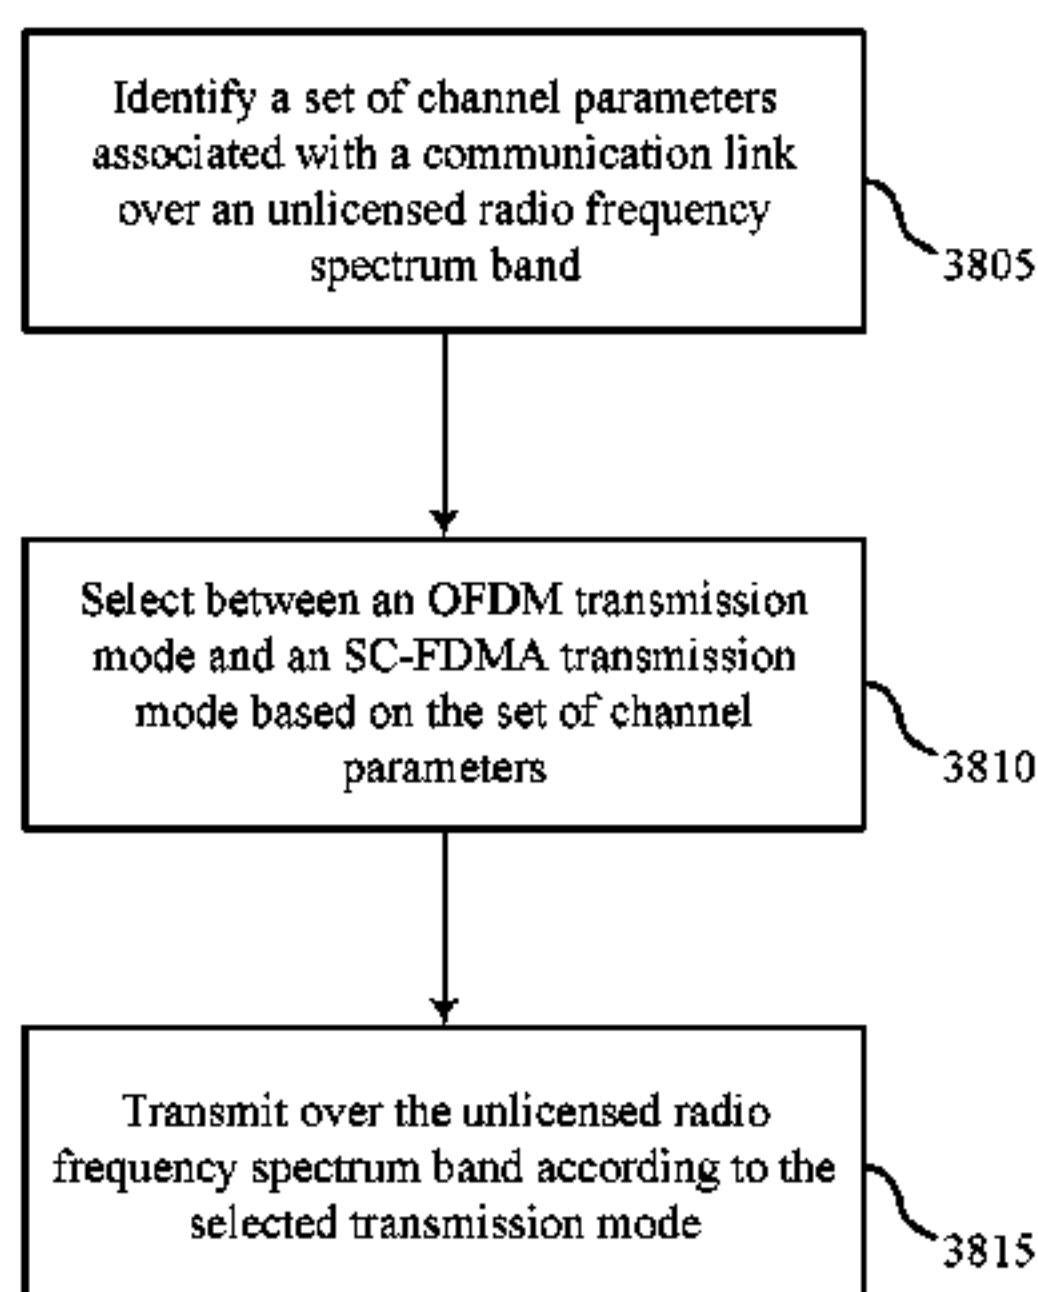 Identify a set of channel parameters
associated with a communication link
over an unlicensed radio frequency
spectrum band
3805
Select between an OFDM transmission
mode and an SC-FDMA transmission
mode based on the set of channel
parameters
3810
Transmit over the unlicensed radio
frequency spectrum band according to the
selected transmission mode
3815